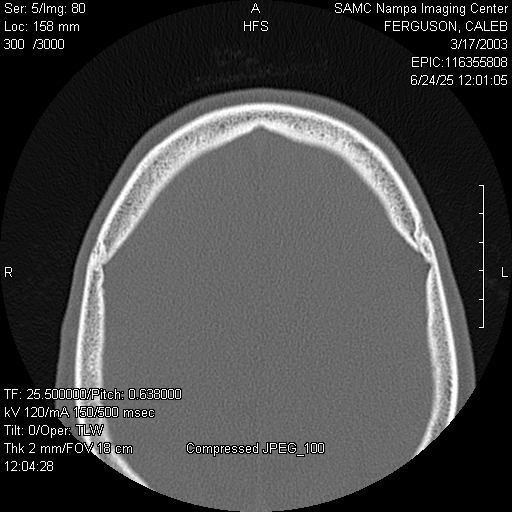 Ser: 5/Img: 80
Loc: 158 mm
300 /3000
A
HFS
SAMC Nampa Imaging Center
FERGUSON, CALEB
3/17/2003
EPIC:116355808
6/24/25 12:01:05
R
L
TF: 25.500000/Pitch: 0.638000
kV 120/mA 150/500 msec
Tilt: 0/Oper: TLW
Thk 2 mm/FOV 18 cm
12:04:28
Compressed JPEG_100